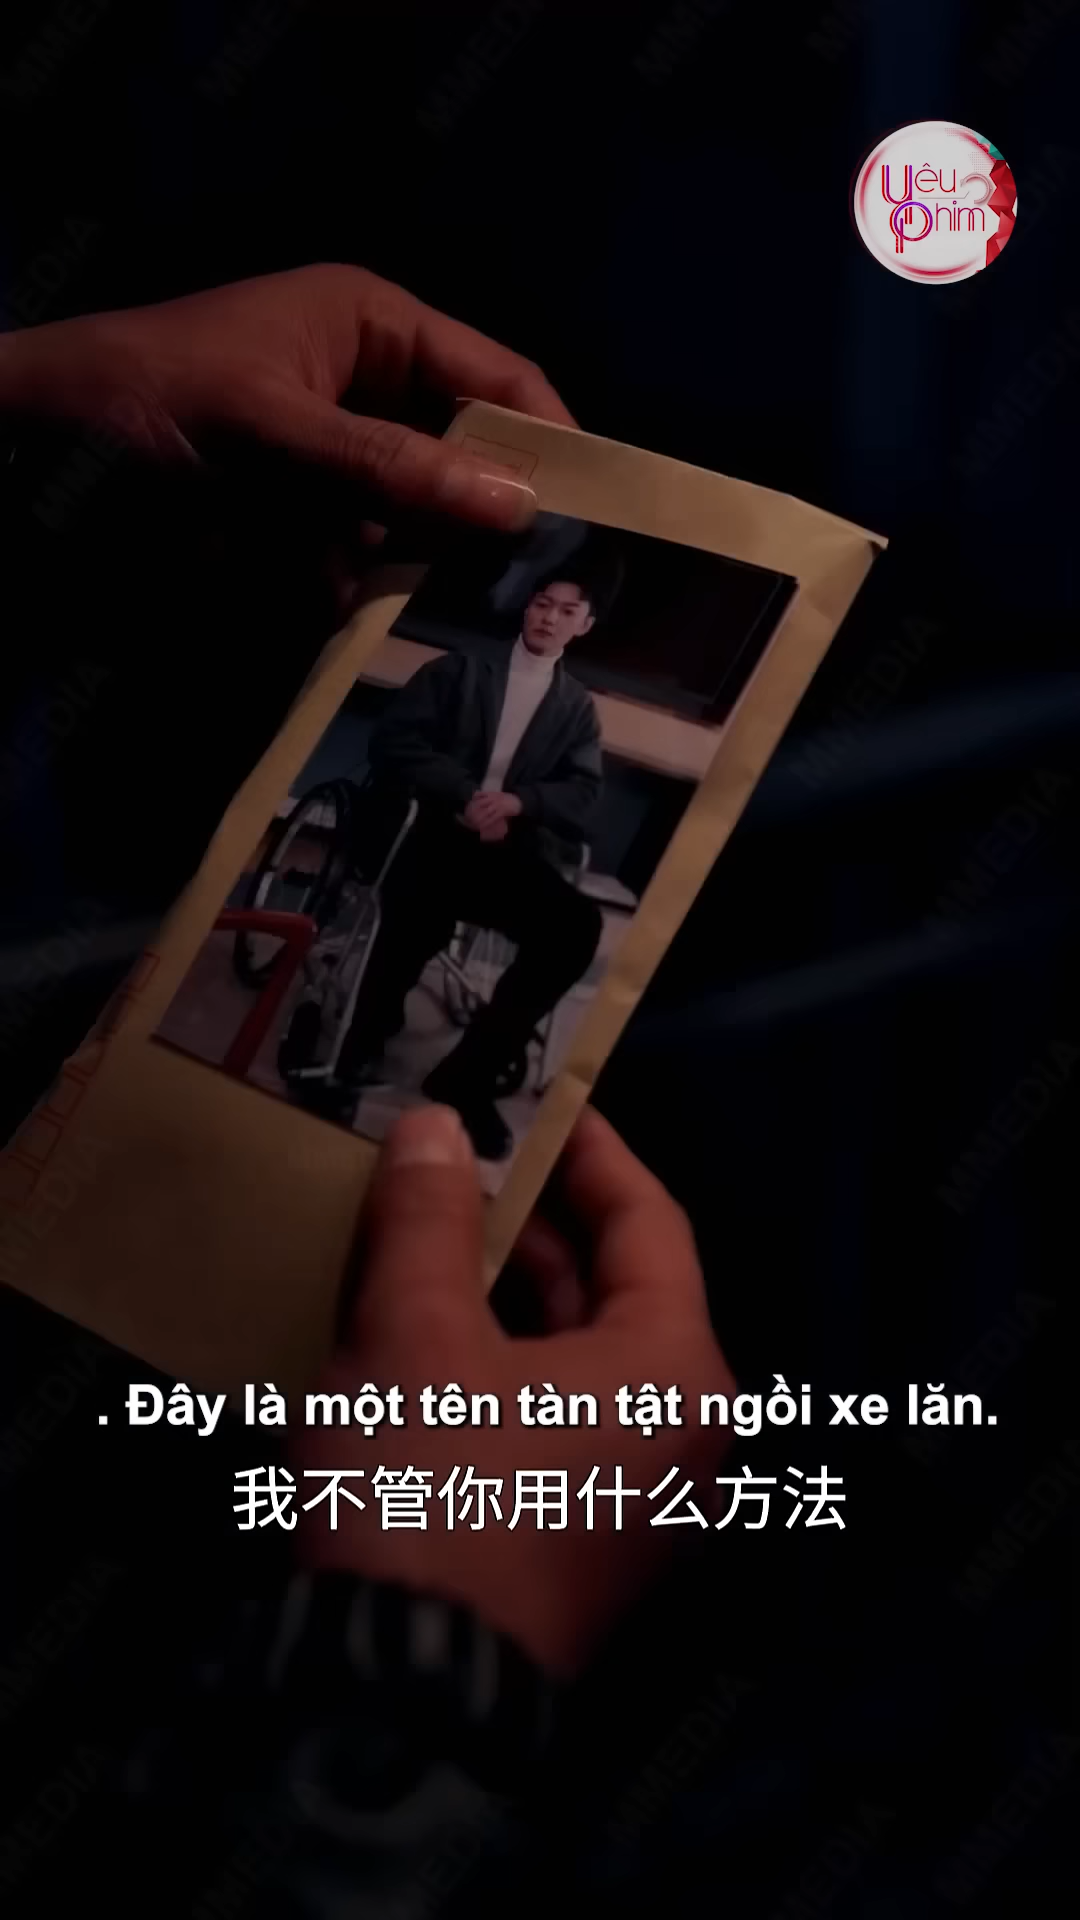 Yêu
Phim
. Đây là một tên tàn tật ngồi xe lăn.
我不管你用什么方法
MMEDIA